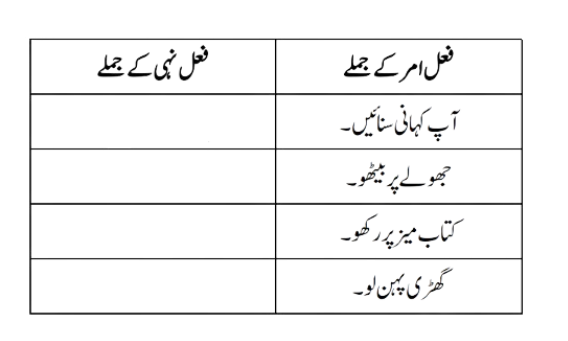 فعل امر کے جملے	فعل نہی کے جملے
آپ کہانی سنائیں۔
جھولے پر بیٹھو۔
کتاب میز پر رکھو۔
گھڑی پہن لو۔